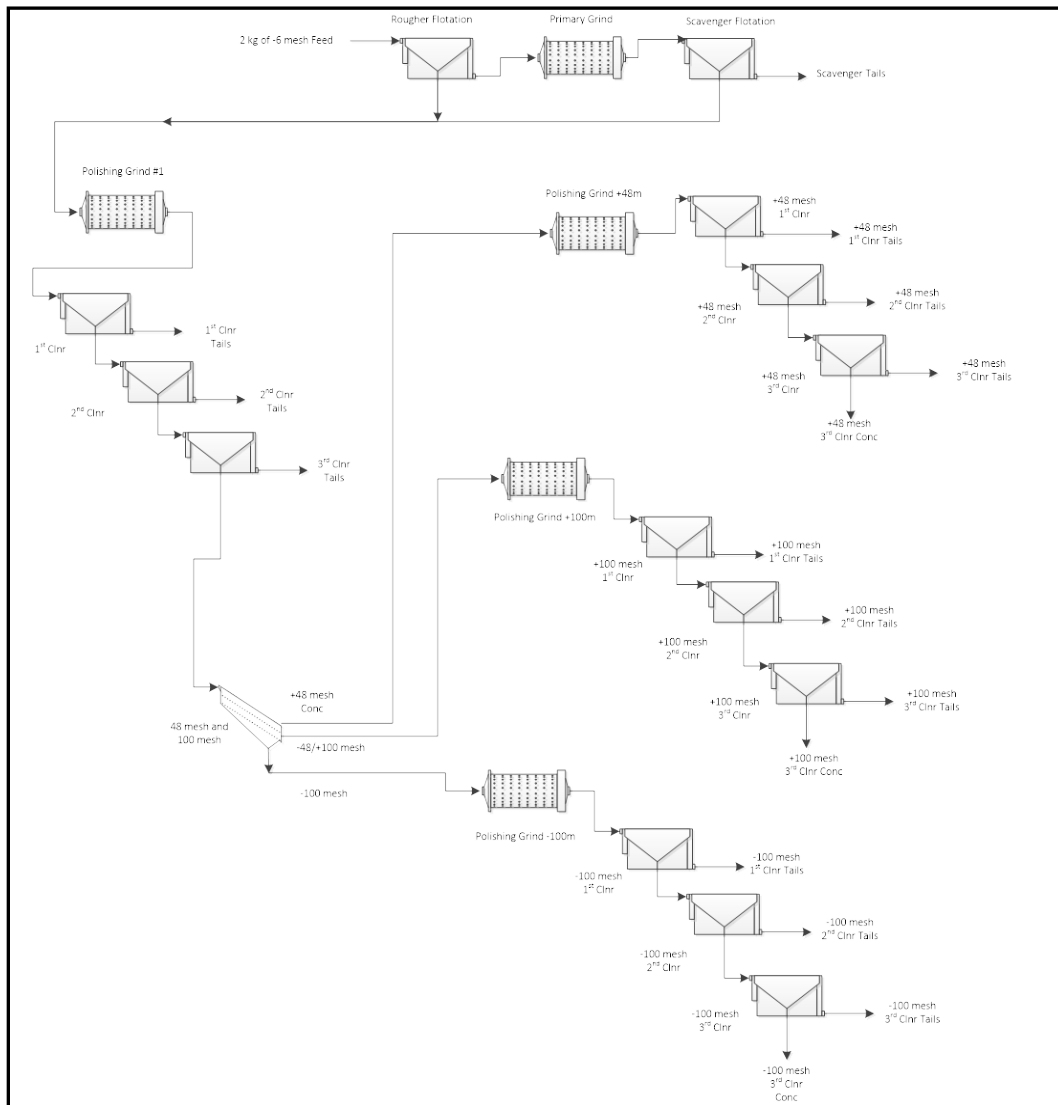 Rougher Flotation
Primary Grind
Scavenger Flotation
2 kg of -6 mesh Feed
Scavenger Tails
Polishing Grind #1
Polishing Grind +48m
+48 mesh
1st Clnr
+48 mesh
1st Clnr Tails
1st Clnr
1st Clnr
Tails
+48 mesh
2nd Clnr
+48 mesh
2nd Clnr Tails
2nd Clnr
2nd Clnr
Tails
+48 mesh
3rd Clnr
+48 mesh
3rd Clnr Tails
+48 mesh
3rd Clnr Conc
3rd Clnr
Tails
Polishing Grind +100m
+100 mesh
1st Clnr
+100 mesh
1st Clnr Tails
+100 mesh
2nd Clnr
+100 mesh
2nd Clnr Tails
+100 mesh
3rd Clnr
+100 mesh
3rd Clnr Tails
+100 mesh
3rd Clnr Conc
+48 mesh
Conc
48 mesh and
100 mesh
-48/+100 mesh
-100 mesh
Polishing Grind -100m
-100 mesh
1st Clnr
-100 mesh
1st Clnr Tails
-100 mesh
2nd Clnr
-100 mesh
2nd Clnr Tails
-100 mesh
3rd Clnr
-100 mesh
3rd Clnr Tails
-100 mesh
3rd Clnr
Conc